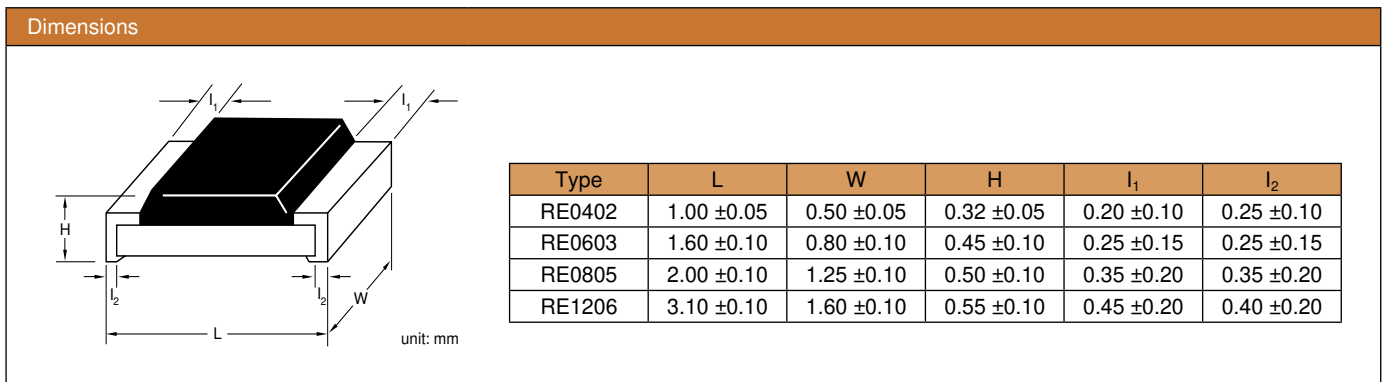 Dimensions
l1 l1
H
l2 l2 W
L
unit: mm
Type L W H l1 l2
RE0402 1.00 ±0.05 0.50 ±0.05 0.32 ±0.05 0.20 ±0.10 0.25 ±0.10
RE0603 1.60 ±0.10 0.80 ±0.10 0.45 ±0.10 0.25 ±0.15 0.25 ±0.15
RE0805 2.00 ±0.10 1.25 ±0.10 0.50 ±0.10 0.35 ±0.20 0.35 ±0.20
RE1206 3.10 ±0.10 1.60 ±0.10 0.55 ±0.10 0.45 ±0.20 0.40 ±0.20